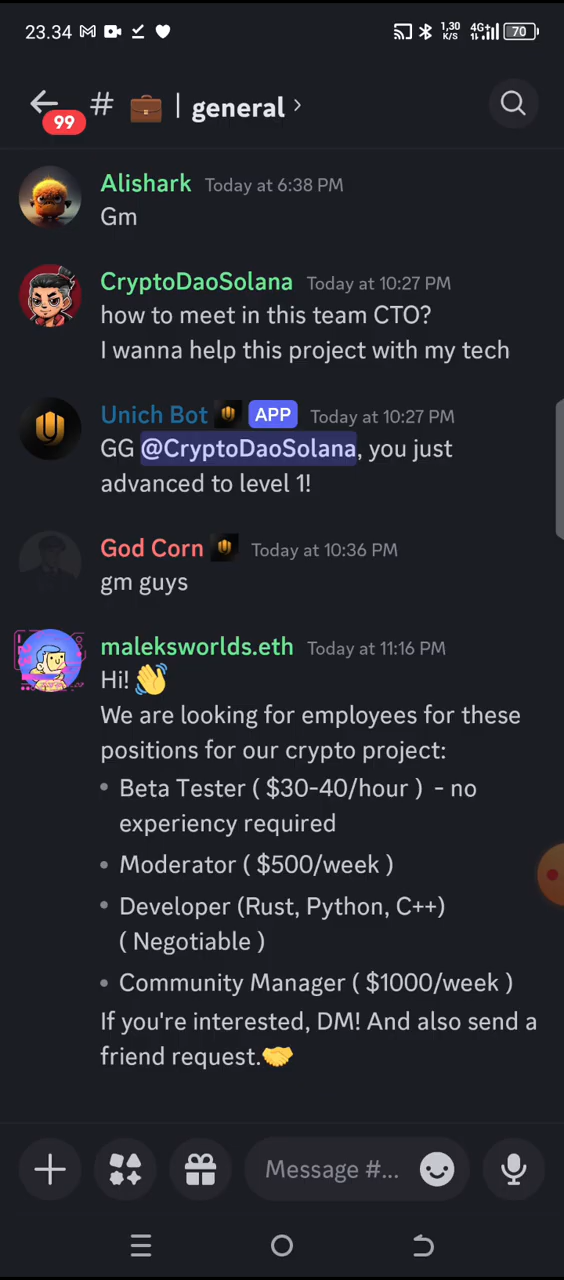 23.34
1,30
K/S
4G+
70
99
# | general ›
Alishark Today at 6:38 PM
Gm
CryptoDaoSolana Today at 10:27 PM
how to meet in this team CTO?
I wanna help this project with my tech
Unich Bot APP Today at 10:27 PM
GG @CryptoDaoSolana, you just
advanced to level 1!
God Corn Today at 10:36 PM
gm guys
maleksworlds.eth Today at 11:16 PM
Hi! 👋
We are looking for employees for these
positions for our crypto project:
• Beta Tester ( $30-40/hour ) - no
experiency required
• Moderator ( $500/week )
• Developer (Rust, Python, C++)
( Negotiable )
• Community Manager ( $1000/week )
If you're interested, DM! And also send a
friend request.🤝
Message #...